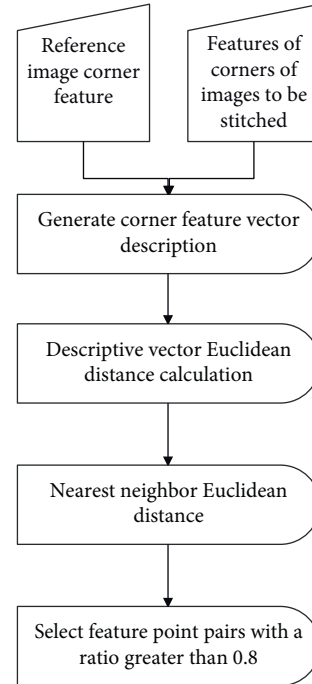 Reference
image corner
feature
Features of
corners of
images to be
stitched
Generate corner feature vector
description
Descriptive vector Euclidean
distance calculation
Nearest neighbor Euclidean
distance
Select feature point pairs with a
ratio greater than 0.8